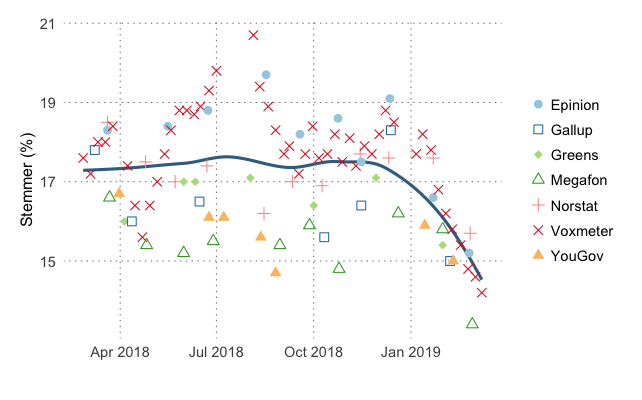 21
19
17
15
Stemmer (%)
Apr 2018
Jul 2018
Oct 2018
Jan 2019
Epinion
Gallup
Greens
Megafon
Norstat
Voxmeter
YouGov